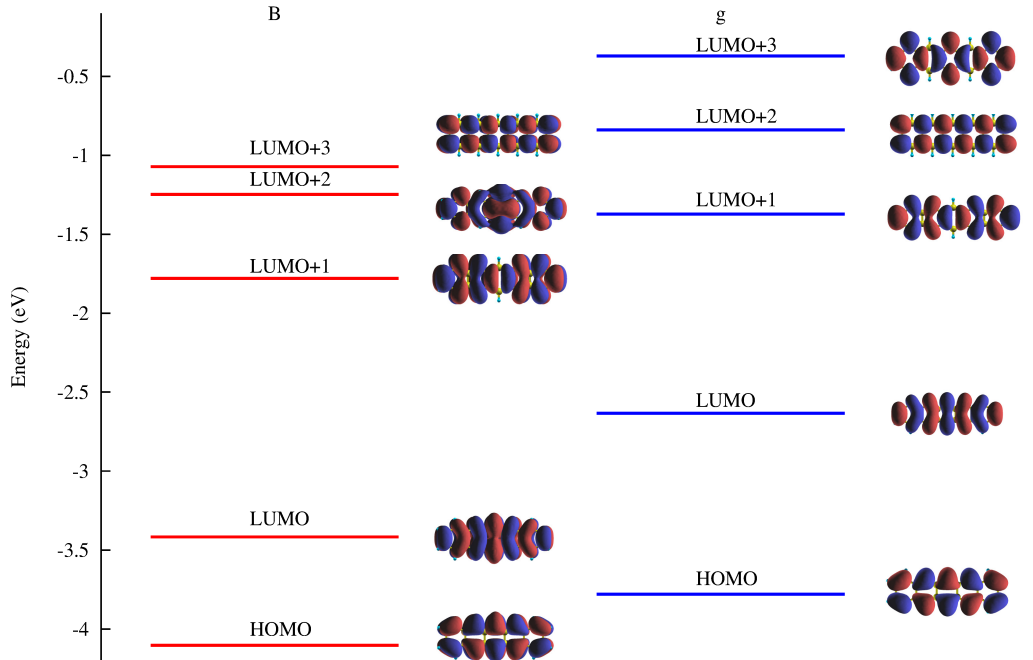 B
g
LUMO+3
-0.5
LUMO+2
LUMO+3
-1
LUMO+2
LUMO+1
-1.5
LUMO+1
-2
Energy (eV)
LUMO
-2.5
-3
LUMO
-3.5
HOMO
HOMO
-4